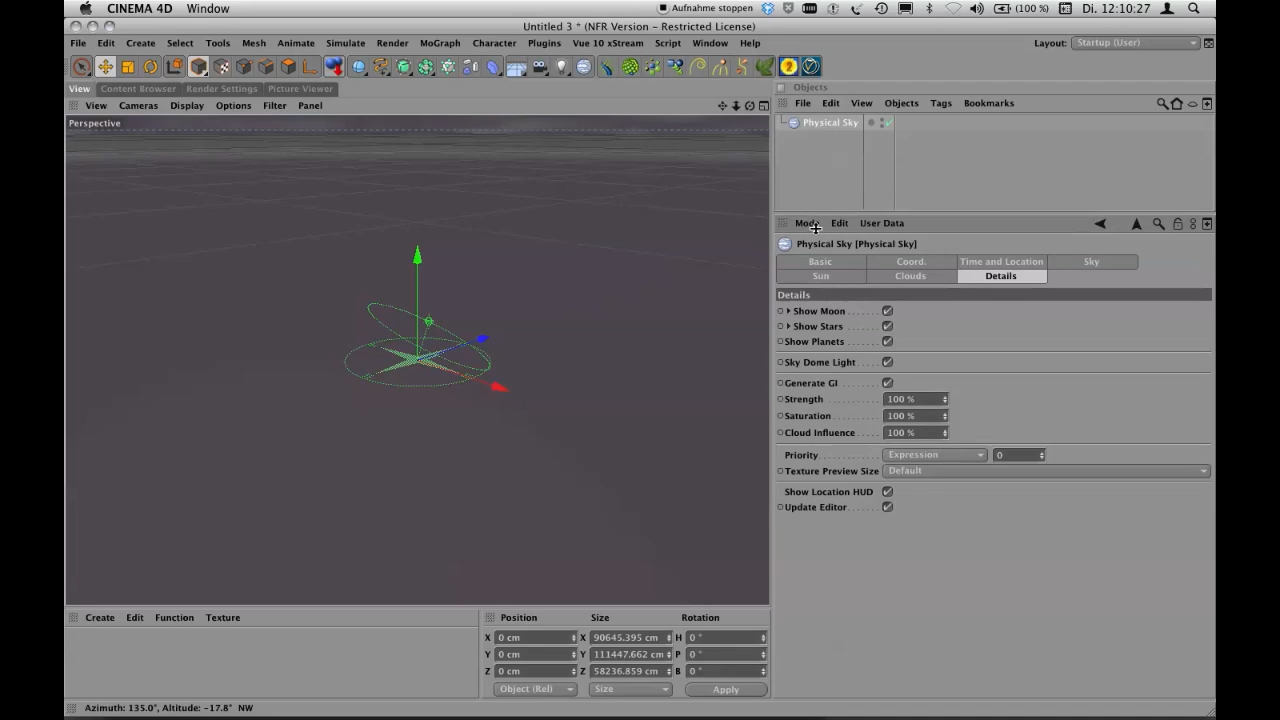 CINEMA 4D Window Aufnahme stoppen (100 %) Di. 12:10:27
Untitled 3 * (NFR Version - Restricted License)
File Edit Create Select Tools Mesh Animate Simulate Render MoGraph Character Plugins Vue 10 xStream Script Window Help Layout: Startup (User)
View Content Browser Render Settings Picture Viewer Objects
View Cameras Display Options Filter Panel File Edit View Objects Tags Bookmarks
Perspective Physical Sky
Mode Edit User Data
Physical Sky [Physical Sky]
Basic Coord. Time and Location Sky
Sun Clouds Details
Details
Show Moon
Show Stars
Show Planets
Sky Dome Light
Generate GI
Strength 100 %
Saturation 100 %
Cloud Influence 100 %
Priority Expression 0
Texture Preview Size Default
Show Location HUD
Update Editor
Create Edit Function Texture Position Size Rotation
X 0 cm X 90645.395 cm H 0 °
Y 0 cm Y 111447.662 cm P 0 °
Z 0 cm Z 58236.859 cm B 0 °
Object (Rel) Size Apply
Azimuth: 135.0°, Altitude: -17.8° NW